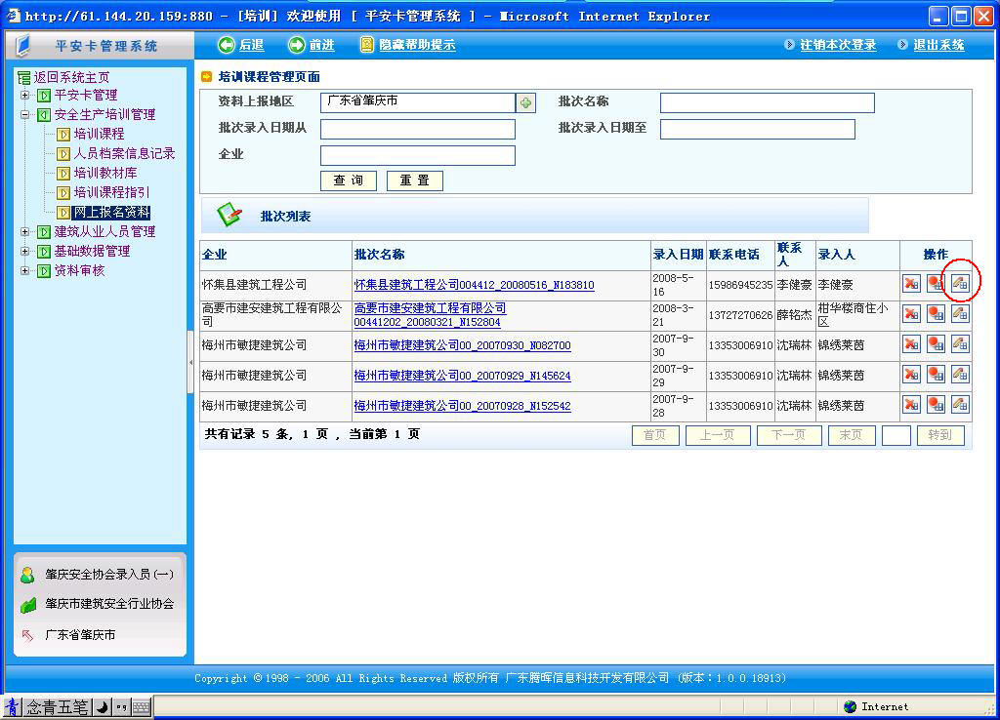 http://61.144.20.159:880 - [培训] 欢迎使用 [ 平安卡管理系统 ] - Microsoft Internet Explorer
平安卡管理系统
后退 前进 隐藏帮助提示 注销本次登录 退出系统
返回系统主页
平安卡管理
安全生产培训管理
培训课程
人员档案信息记录
培训教材库
培训课程指引
网上报名资料
建筑从业人员管理
基础数据管理
资料审核
肇庆安全协会录入员(一)
肇庆市建筑安全行业协会
广东省肇庆市
培训课程管理页面
资料上报地区 广东省肇庆市 批次名称
批次录入日期从 批次录入日期至
企业
查 询 重 置
批次列表
企业 批次名称 录入日期 联系电话 联系人 录入人 操作
怀集县建筑工程公司 怀集县建筑工程公司004412_20080516_N183810 2008-5-16 15986945235 李健豪 李健豪
高要市建安建筑工程有限公司 高要市建安建筑工程有限公司00441202_20080321_N152804 2008-3-21 13727270626 薛铭杰 柑华楼商住小区
梅州市敏捷建筑公司 梅州市敏捷建筑公司00_20070930_N082700 2007-9-30 13353006910 沈瑞林 锦绣莱茵
梅州市敏捷建筑公司 梅州市敏捷建筑公司00_20070929_N145624 2007-9-29 13353006910 沈瑞林 锦绣莱茵
梅州市敏捷建筑公司 梅州市敏捷建筑公司00_20070928_N152542 2007-9-28 13353006910 沈瑞林 锦绣莱茵
共有记录 5 条, 1 页 , 当前第 1 页 首页 上一页 下一页 末页 转到
Copyright ©1998 - 2006 All Rights Reserved 版权所有 广东腾晖信息科技开发有限公司 (版本:1.0.0.18913)
青 念青五笔 Internet